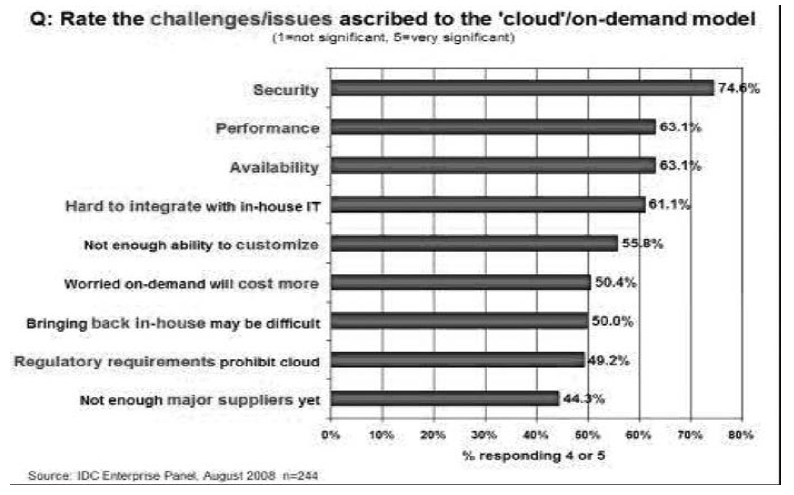 Q: Rate the challenges/issues ascribed to the 'cloud'/on-demand model
(1=not significant, 5=very significant)
Security 74.6%
Performance 63.1%
Availability 63.1%
Hard to integrate with in-house IT 61.1%
Not enough ability to customize 55.8%
Worried on-demand will cost more 50.4%
Bringing back in-house may be difficult 50.0%
Regulatory requirements prohibit cloud 49.2%
Not enough major suppliers yet 44.3%
0% 10% 20% 30% 40% 50% 60% 70% 80%
% responding 4 or 5
Source: IDC Enterprise Panel, August 2008 n=244